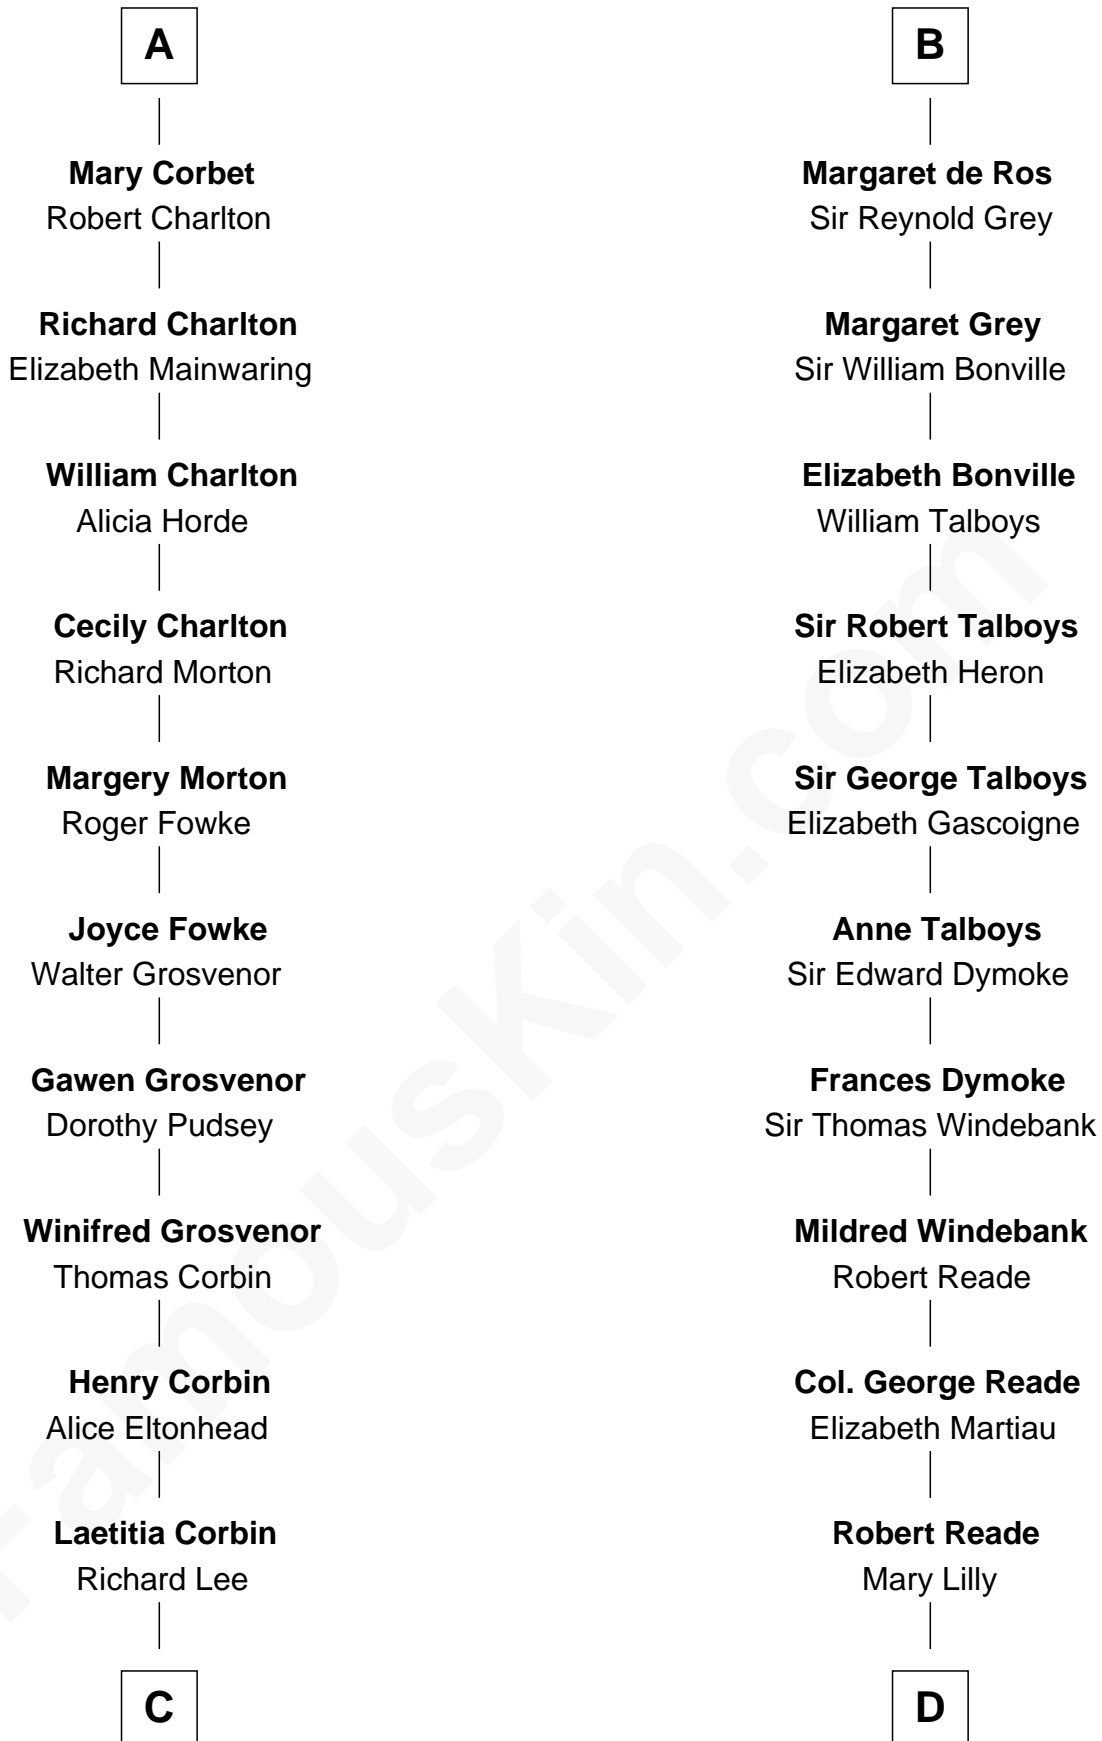 A
Mary Corbet
Robert Charlton
Richard Charlton
Elizabeth Mainwaring
William Charlton
Alicia Horde
Cecily Charlton
Richard Morton
Margery Morton
Roger Fowke
Joyce Fowke
Walter Grosvenor
Gawen Grosvenor
Dorothy Pudsey
Winifred Grosvenor
Thomas Corbin
Henry Corbin
Alice Eltonhead
Laetitia Corbin
Richard Lee
C
B
Margaret de Ros
Sir Reynold Grey
Margaret Grey
Sir William Bonville
Elizabeth Bonville
William Talboys
Sir Robert Talboys
Elizabeth Heron
Sir George Talboys
Elizabeth Gascoigne
Anne Talboys
Sir Edward Dymoke
Frances Dymoke
Sir Thomas Windebank
Mildred Windebank
Robert Reade
Col. George Reade
Elizabeth Martiau
Robert Reade
Mary Lilly
D
FamousKin.com